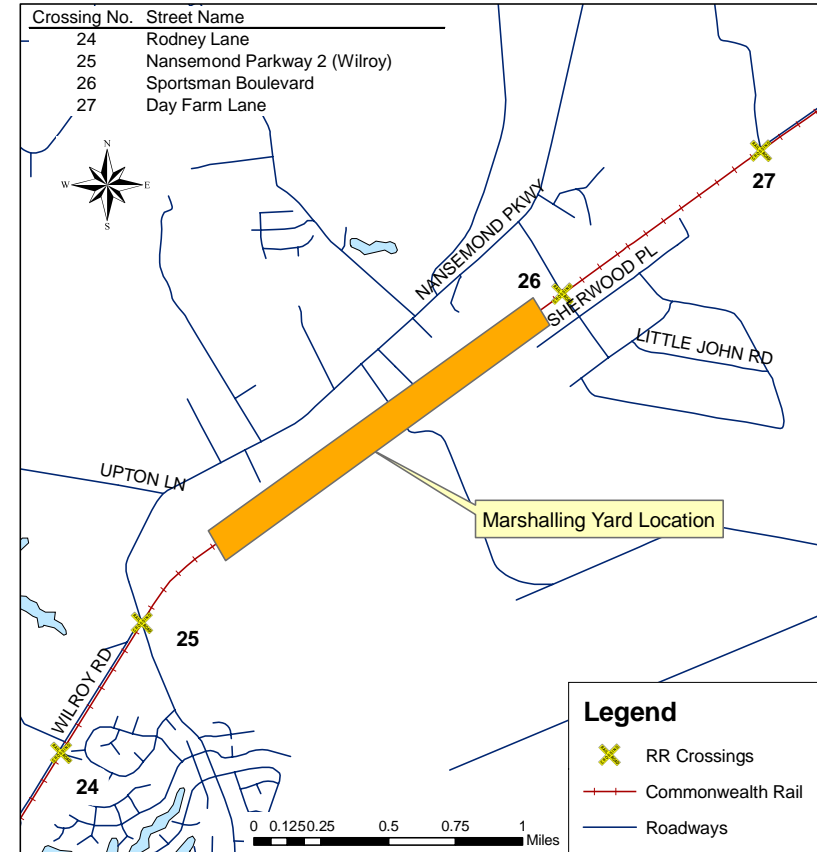 Crossing No. Street Name
24 Rodney Lane
25 Nansemond Parkway 2 (Wilroy)
26 Sportsman Boulevard
27 Day Farm Lane
N
W E
S
27
NANSEMOND PKWY
26
SHERWOOD PL
LITTLE JOHN RD
UPTON LN
Marshalling Yard Location
25
WILROY RD
24
Legend
RR Crossings
Commonwealth Rail
Roadways
0 0.125 0.25 0.5 0.75 1
Miles